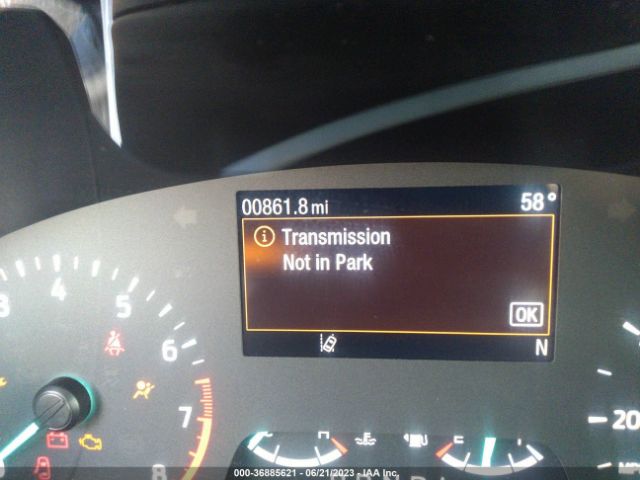 00861.8 mi 58°
Transmission
Not in Park
OK
N
3 4 5 6 7 8
20
C H E
000-36885621 - 06/21/2023 - IAA Inc.